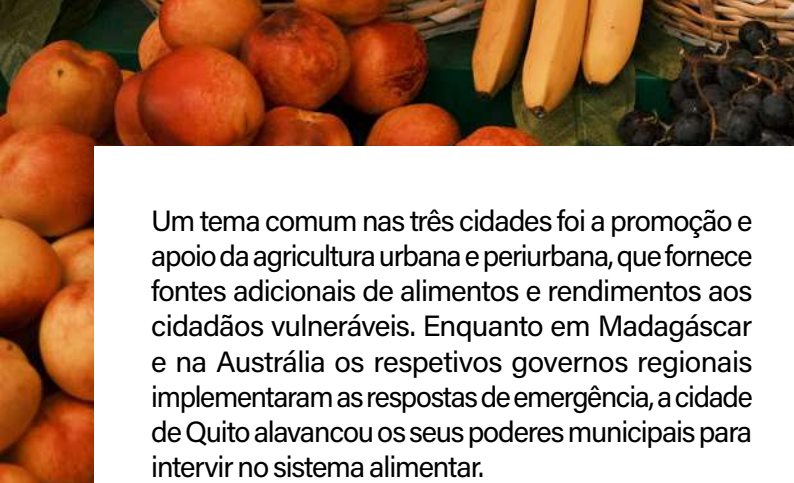 Um tema comum nas três cidades foi a promoção e
apoio da agricultura urbana e periurbana, que fornece
fontes adicionais de alimentos e rendimentos aos
cidadãos vulneráveis. Enquanto em Madagáscar
e na Austrália os respetivos governos regionais
implementaram as respostas de emergência, a cidade
de Quito alavancou os seus poderes municipais para
intervir no sistema alimentar.